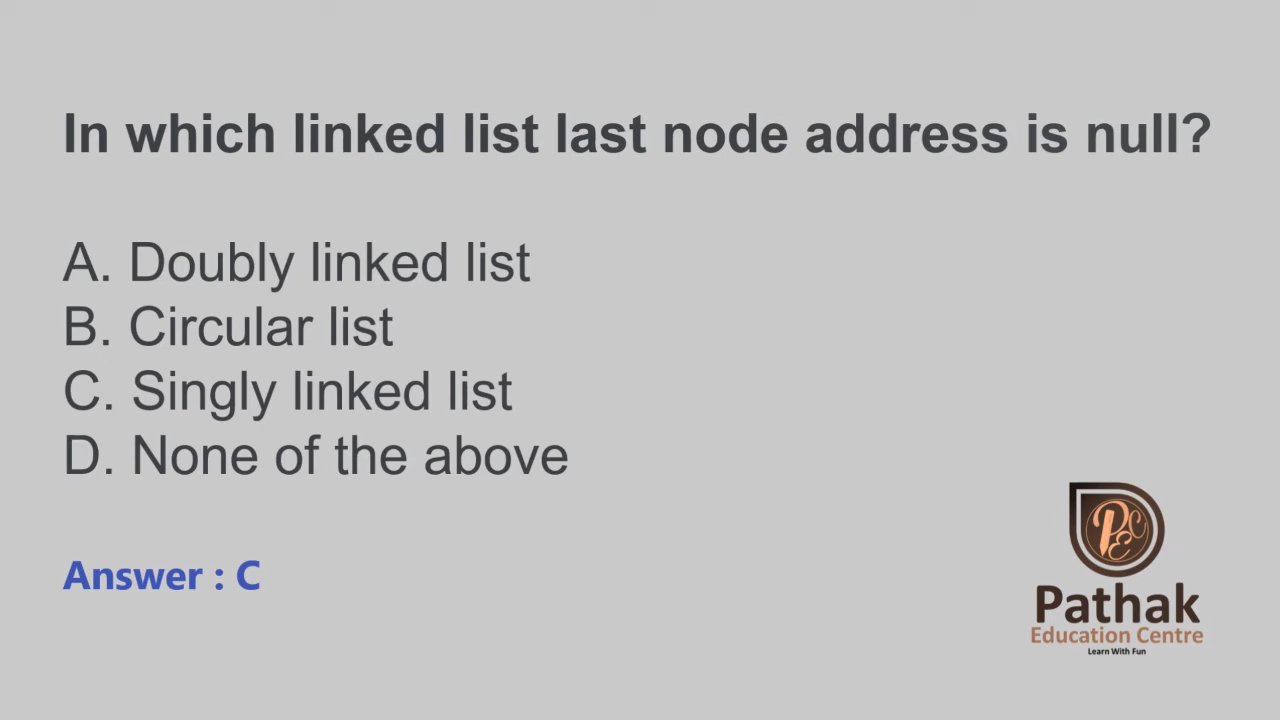 In which linked list last node address is null?
A. Doubly linked list
B. Circular list
C. Singly linked list
D. None of the above
Answer : C
PEC
Pathak
Education Centre
Learn With Fun